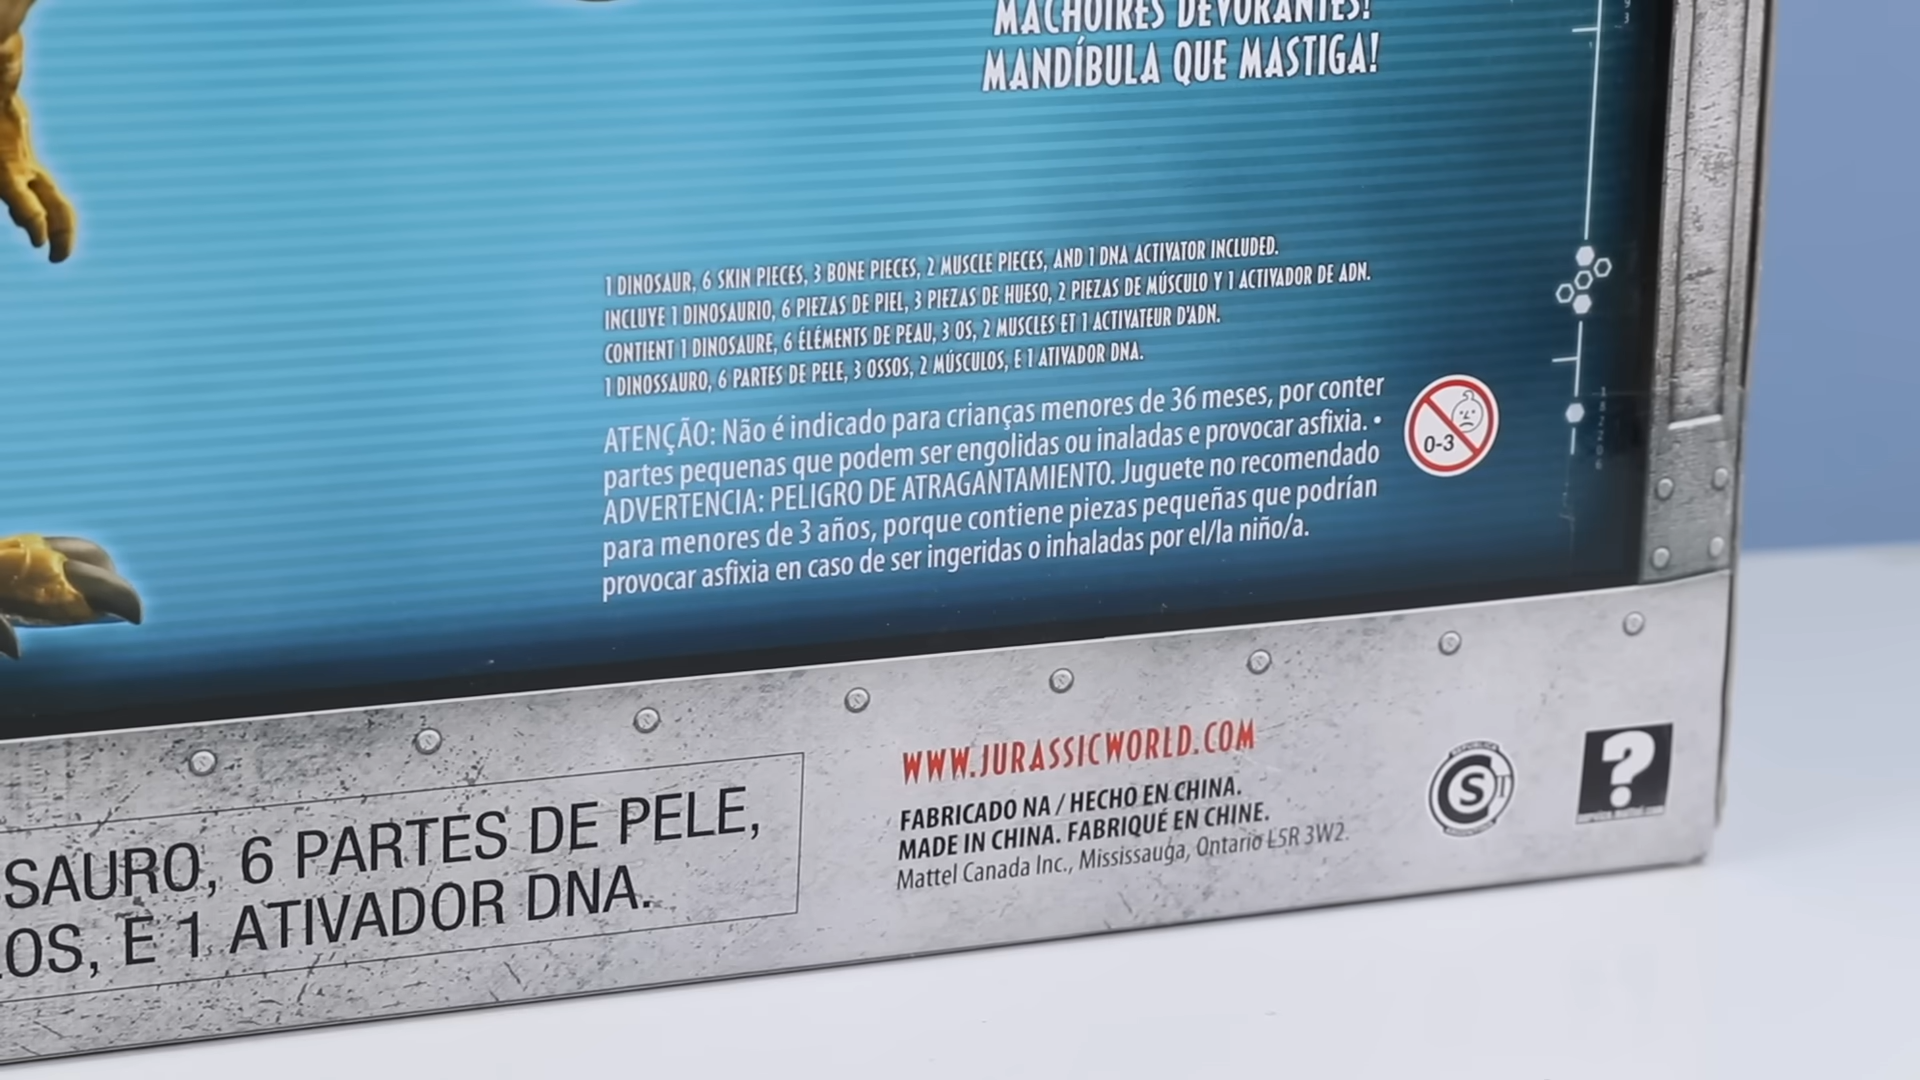 MÂCHOIRES DÉVORANTES!
MANDÍBULA QUE MASTIGA!
1 DINOSAUR, 6 SKIN PIECES, 3 BONE PIECES, 2 MUSCLE PIECES, AND 1 DNA ACTIVATOR INCLUDED.
INCLUYE 1 DINOSAURIO, 6 PIEZAS DE PIEL, 3 PIEZAS DE HUESO, 2 PIEZAS DE MÚSCULO Y 1 ACTIVADOR DE ADN.
CONTIENT 1 DINOSAURE, 6 ÉLÉMENTS DE PEAU, 3 OS, 2 MUSCLES ET 1 ACTIVATEUR D'ADN.
1 DINOSSAURO, 6 PARTES DE PELE, 3 OSSOS, 2 MÚSCULOS, E 1 ATIVADOR DNA.
ATENÇÃO: Não é indicado para crianças menores de 36 meses, por conter
partes pequenas que podem ser engolidas ou inaladas e provocar asfixia. •
ADVERTENCIA: PELIGRO DE ATRAGANTAMIENTO. Juguete no recomendado
para menores de 3 años, porque contiene piezas pequeñas que podrían
provocar asfixia en caso de ser ingeridas o inhaladas por el/la niño/a.
0-3
WWW.JURASSICWORLD.COM
FABRICADO NA / HECHO EN CHINA.
MADE IN CHINA. FABRIQUÉ EN CHINE.
Mattel Canada Inc., Mississauga, Ontario L5R 3W2.
SAURO, 6 PARTES DE PELE,
LOS, E 1 ATIVADOR DNA.
S
?